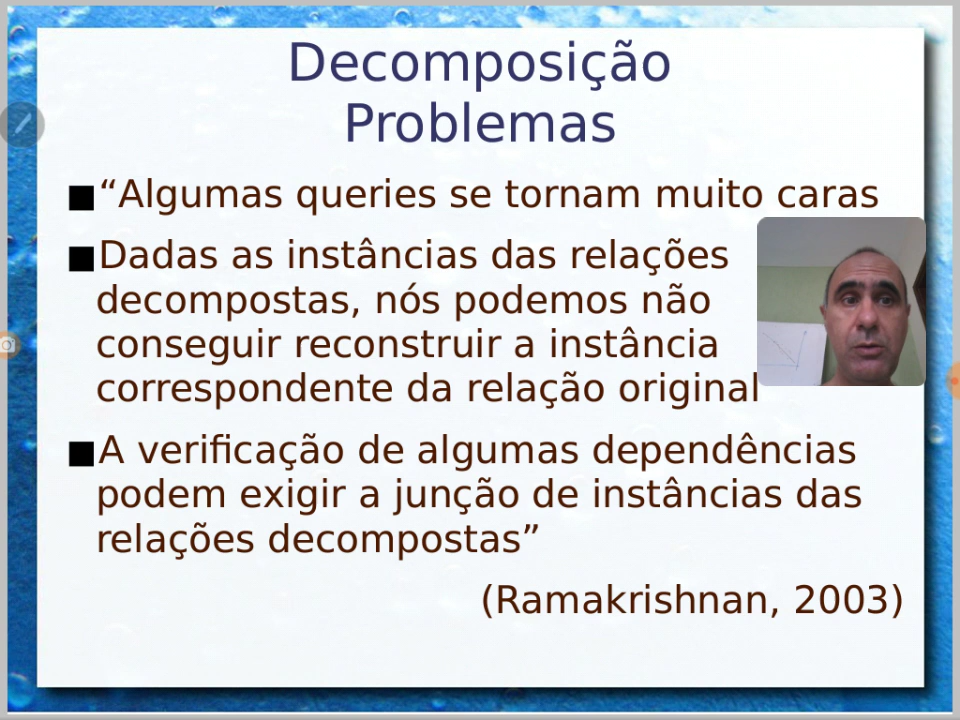 Decomposição
Problemas
■“Algumas queries se tornam muito caras
■Dadas as instâncias das relações
decompostas, nós podemos não
conseguir reconstruir a instância
correspondente da relação original
■A verificação de algumas dependências
podem exigir a junção de instâncias das
relações decompostas”
(Ramakrishnan, 2003)